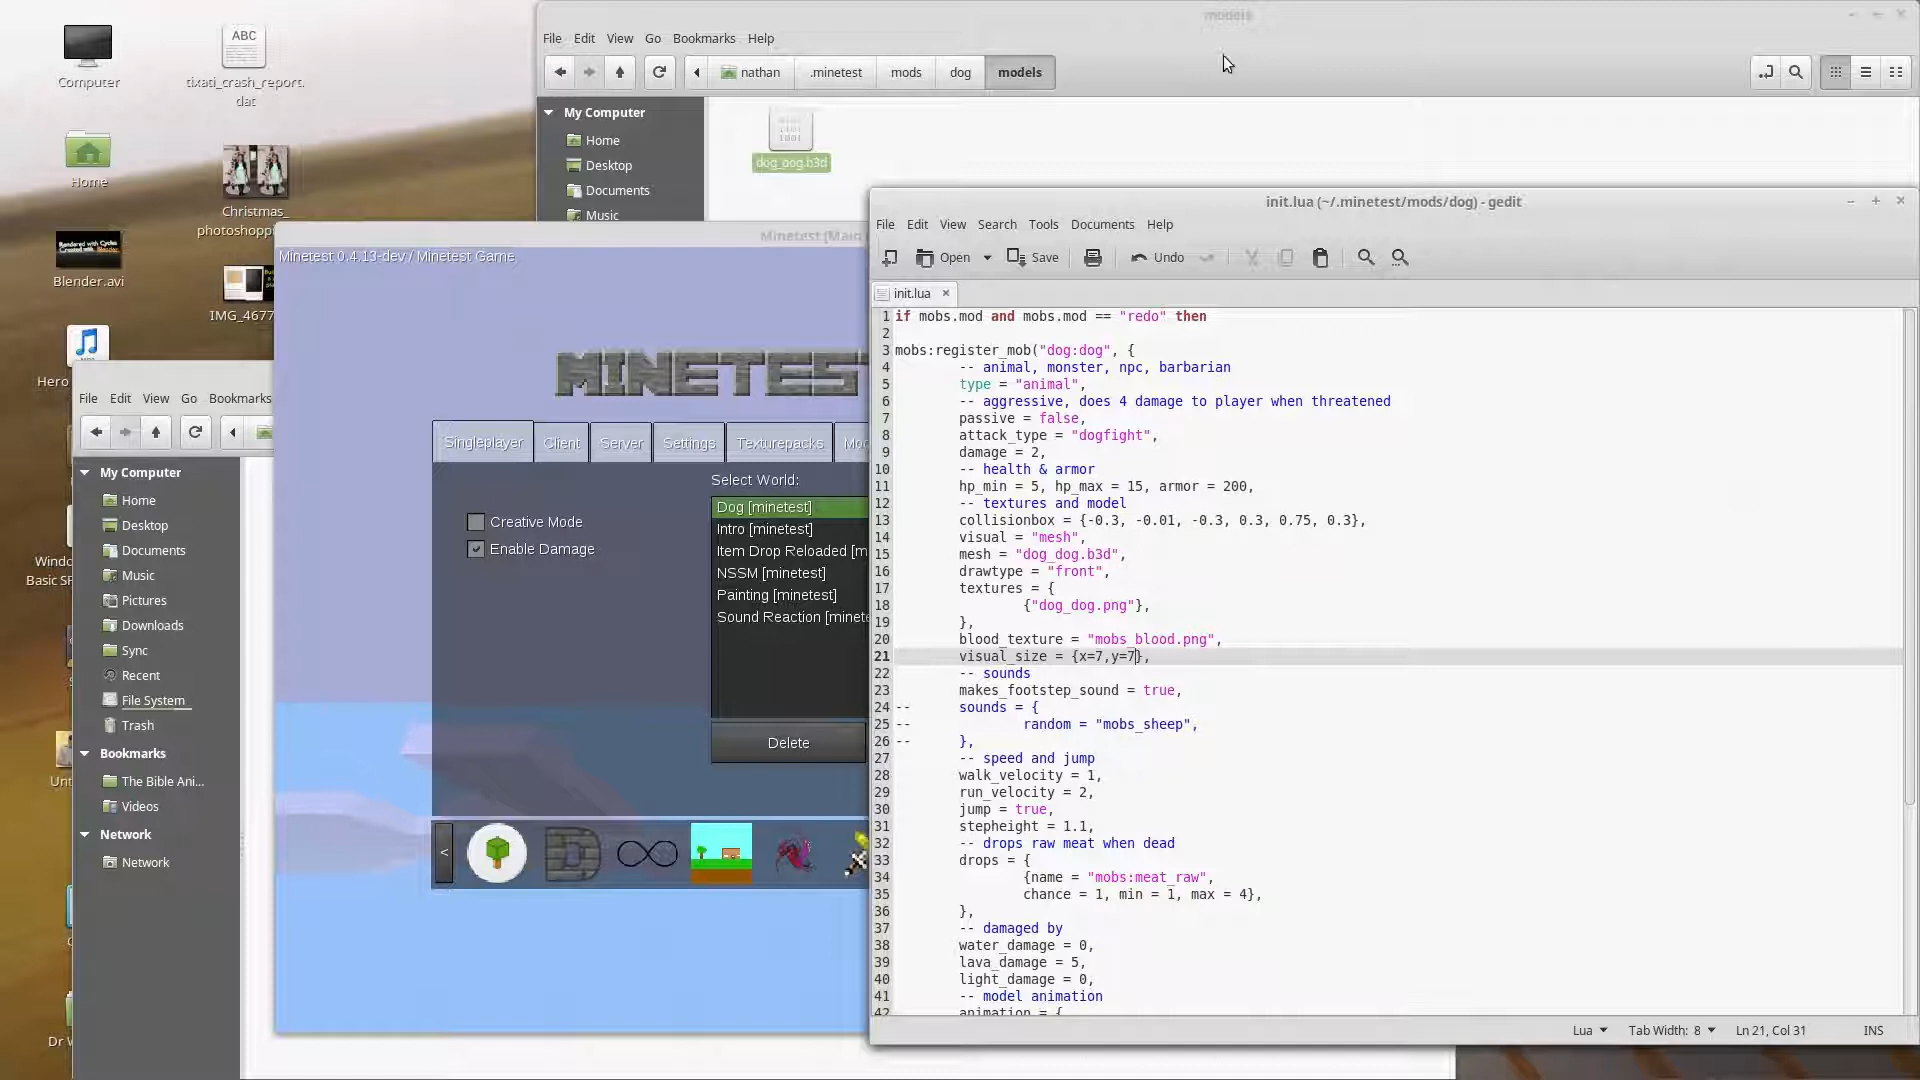 Computer
ABC
tixati_crash_report.
dat
Home
Christmas_
photoshoppi
Rendered with Cycles
Blender.avi
IMG_4677
Hero
Windo
Basic SP
Dr W
models
File Edit View Go Bookmarks Help
nathan .minetest mods dog models
My Computer
Home
Desktop
Documents
Music
dog_dog.b3d
File Edit View Go Bookmarks
My Computer
Home
Desktop
Documents
Music
Pictures
Downloads
Sync
Recent
File System
Trash
Bookmarks
The Bible Ani...
Videos
Network
Network
Minetest [Main
Minetest 0.4.13-dev / Minetest Game
MINETEST
Singleplayer Client Server Settings Texturepacks Mo
Select World:
Creative Mode
Enable Damage
Dog [minetest]
Intro [minetest]
Item Drop Reloaded [m
NSSM [minetest]
Painting [minetest]
Sound Reaction [minete
Delete
<
init.lua (~/.minetest/mods/dog) - gedit
File Edit View Search Tools Documents Help
Open Save Undo
init.lua
1 if mobs.mod and mobs.mod == "redo" then
2
3 mobs:register_mob("dog:dog", {
4 -- animal, monster, npc, barbarian
5 type = "animal",
6 -- aggressive, does 4 damage to player when threatened
7 passive = false,
8 attack_type = "dogfight",
9 damage = 2,
10 -- health & armor
11 hp_min = 5, hp_max = 15, armor = 200,
12 -- textures and model
13 collisionbox = {-0.3, -0.01, -0.3, 0.3, 0.75, 0.3},
14 visual = "mesh",
15 mesh = "dog_dog.b3d",
16 drawtype = "front",
17 textures = {
18 {"dog_dog.png"},
19 },
20 blood_texture = "mobs_blood.png",
21 visual_size = {x=7,y=7},
22 -- sounds
23 makes_footstep_sound = true,
24 -- sounds = {
25 -- random = "mobs_sheep",
26 -- },
27 -- speed and jump
28 walk_velocity = 1,
29 run_velocity = 2,
30 jump = true,
31 stepheight = 1.1,
32 -- drops raw meat when dead
33 drops = {
34 {name = "mobs:meat_raw",
35 chance = 1, min = 1, max = 4},
36 },
37 -- damaged by
38 water_damage = 0,
39 lava_damage = 5,
40 light_damage = 0,
41 -- model animation
42 animation = {
Lua Tab Width: 8 Ln 21, Col 31 INS